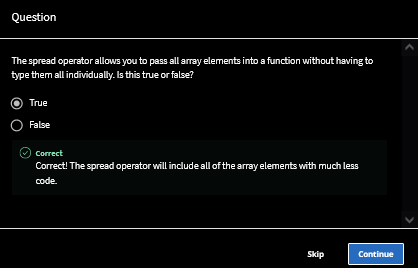 Question
The spread operator allows you to pass all array elements into a function without having to
type them all individually. Is this true or false?
True
False
Correct
Correct! The spread operator will include all of the array elements with much less
code.
Skip
Continue